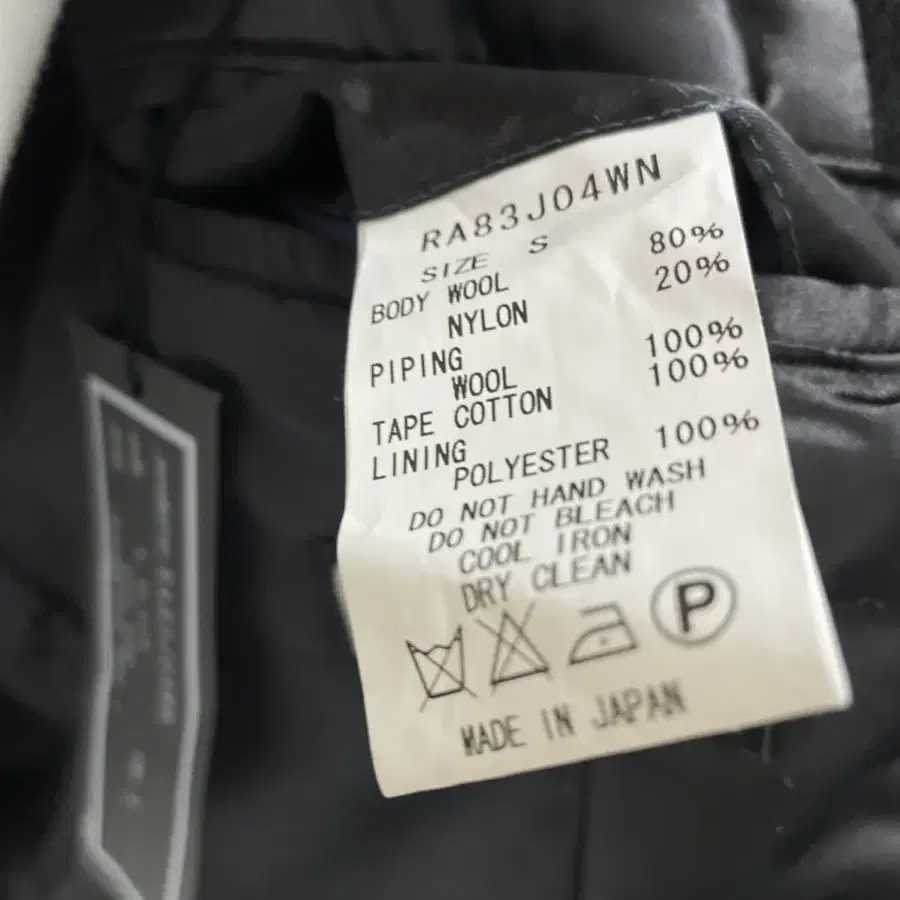 RA83J04WN
SIZE S
BODY WOOL 80%
NYLON 20%
PIPING
WOOL 100%
TAPE COTTON 100%
LINING
POLYESTER 100%
DO NOT HAND WASH
DO NOT BLEACH
COOL IRON
DRY CLEAN
P
MADE IN JAPAN